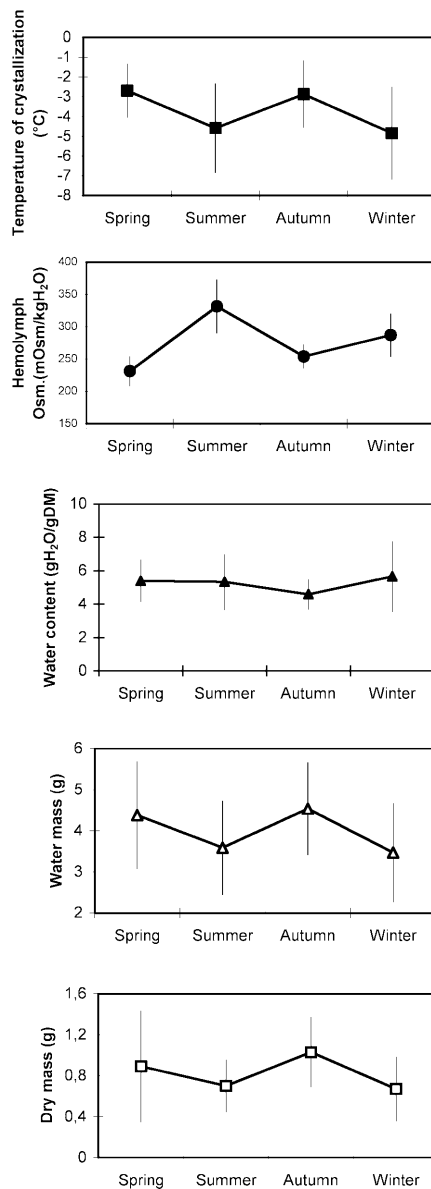 Temperature of crystallization
(°C)
0
-1
-2
-3
-4
-5
-6
-7
-8
Spring Summer Autumn Winter
Hemolymph
Osm.(mOsm/kgH₂O)
400
350
300
250
200
150
Spring Summer Autumn Winter
Water content (gH₂O/gDM)
10
8
6
4
2
0
Spring Summer Autumn Winter
Water mass (g)
6
5
4
3
2
Spring Summer Autumn Winter
Dry mass (g)
1,6
1,2
0,8
0,4
0
Spring Summer Autumn Winter